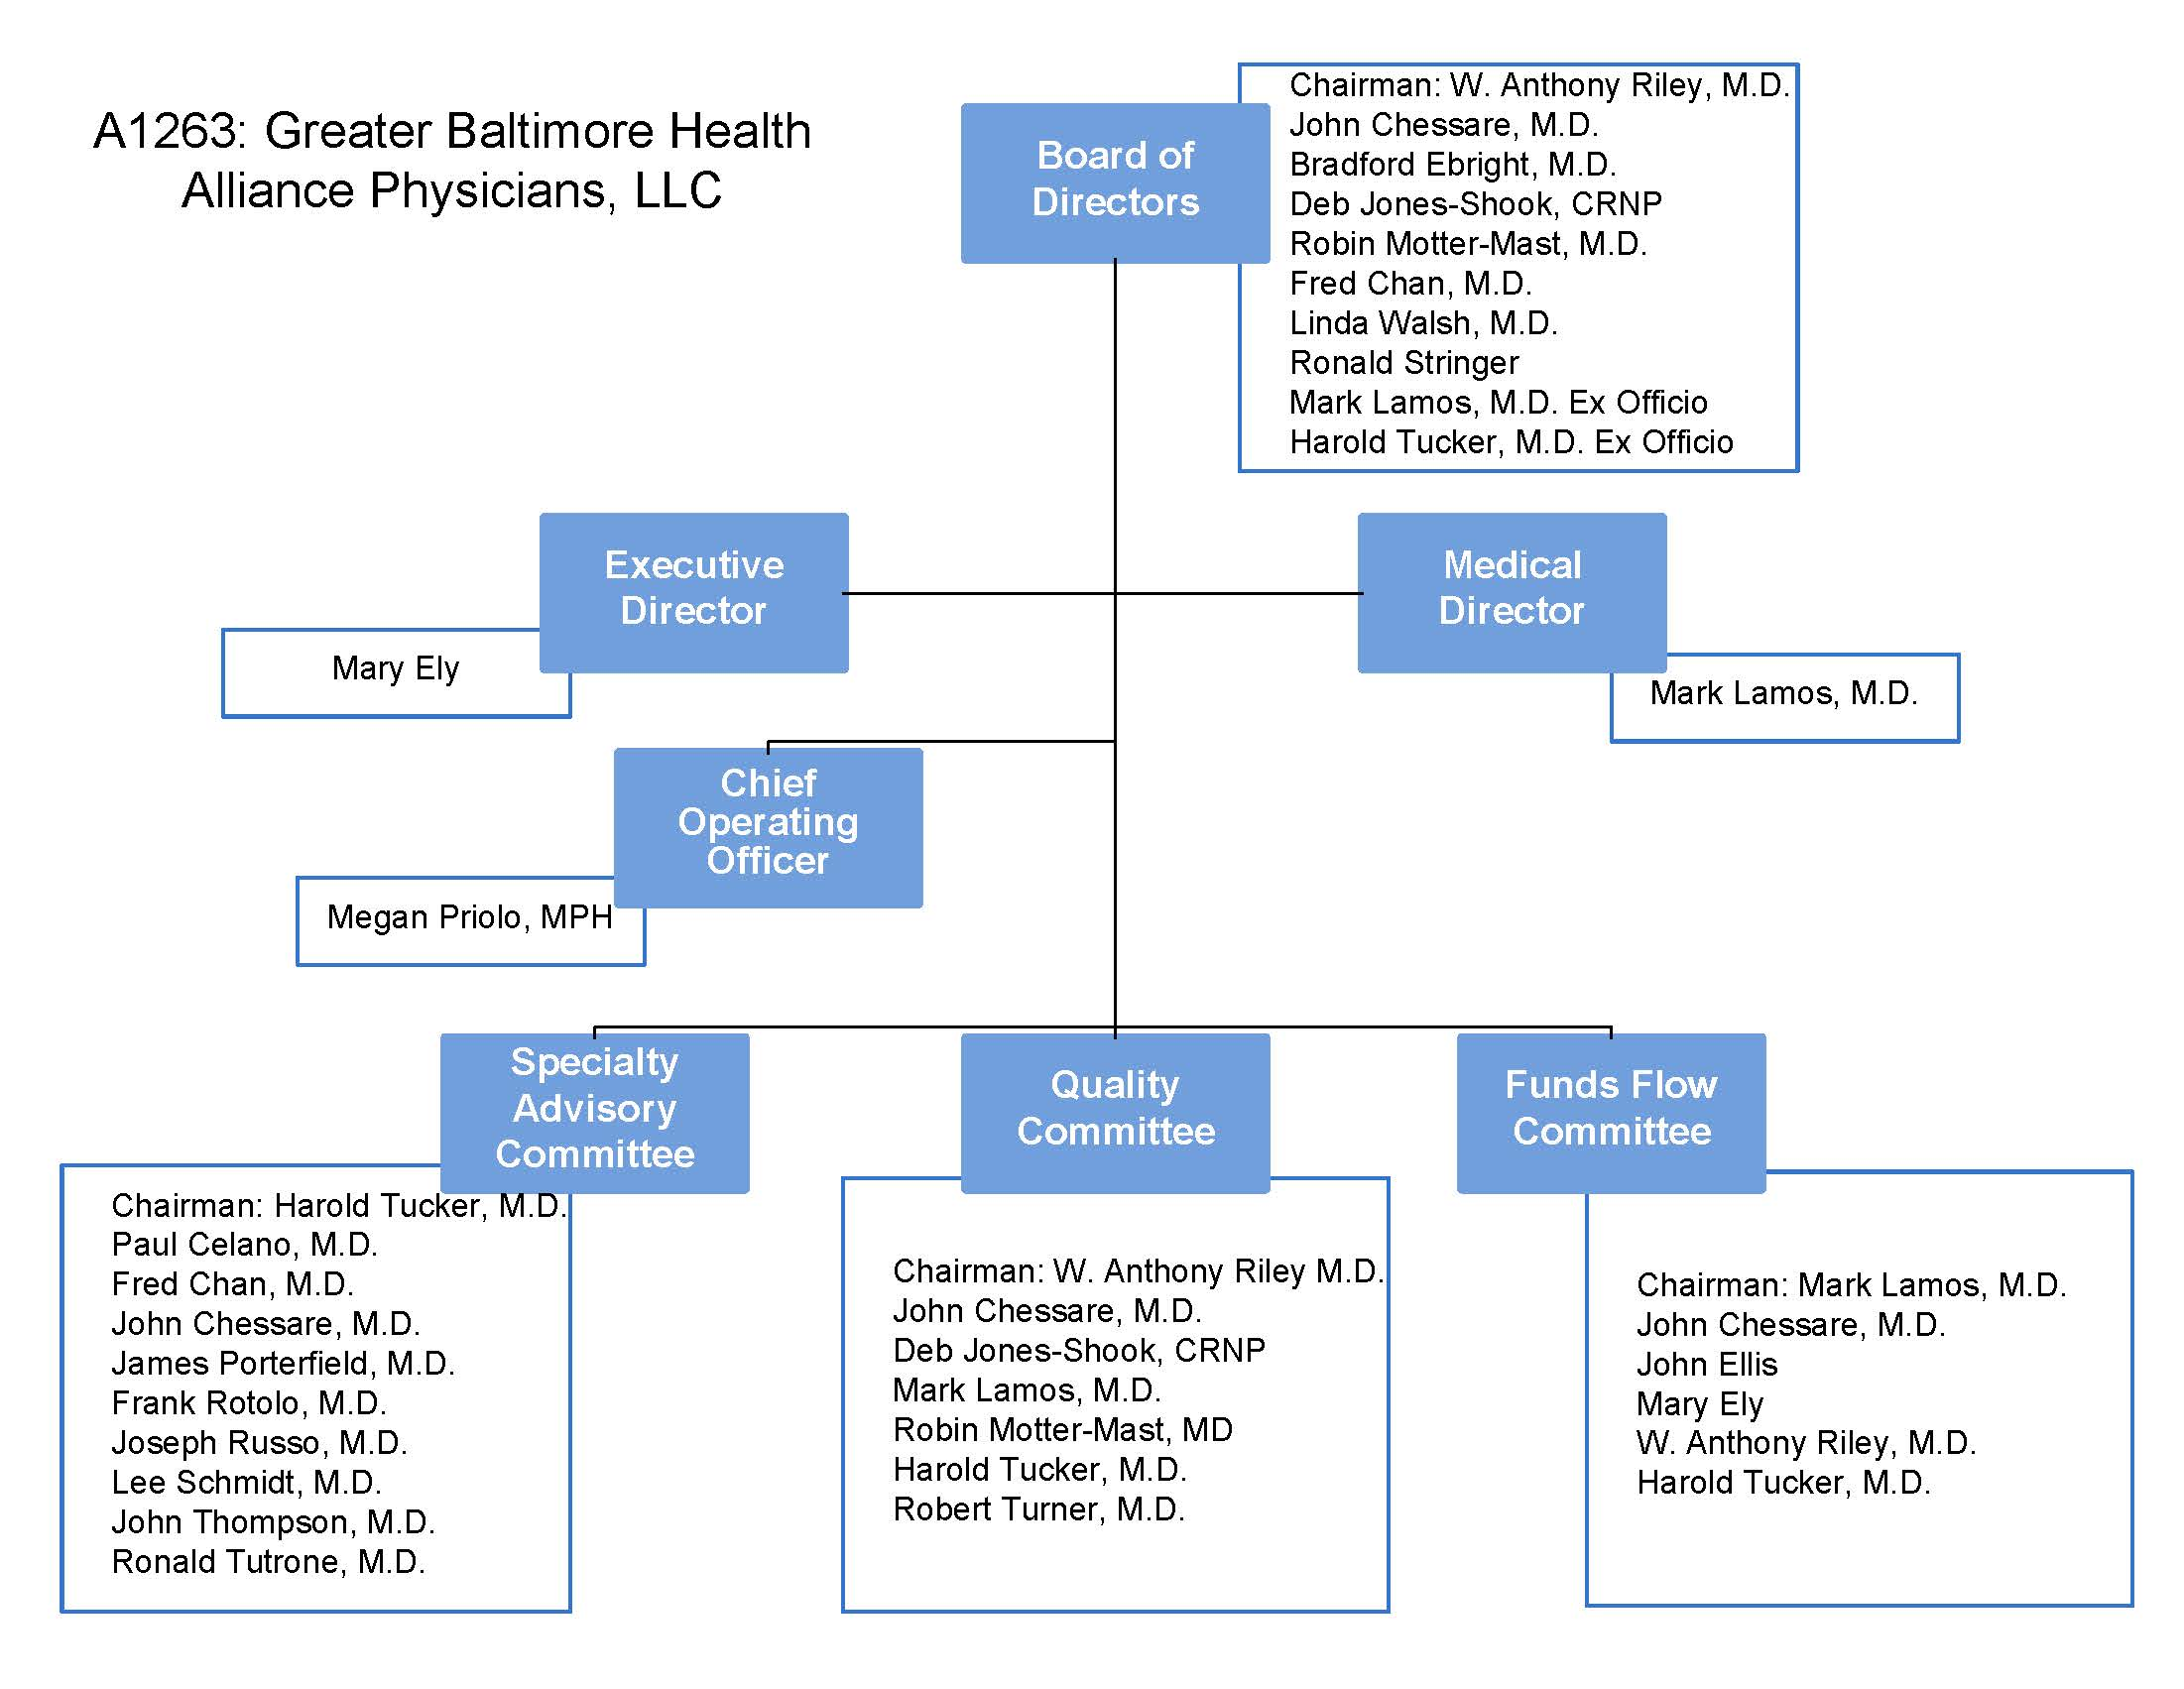 A1263: Greater Baltimore Health
Alliance Physicians, LLC
Board of
Directors
Chairman: W. Anthony Riley, M.D.
John Chessare, M.D.
Bradford Ebright, M.D.
Deb Jones-Shook, CRNP
Robin Motter-Mast, M.D.
Fred Chan, M.D.
Linda Walsh, M.D.
Ronald Stringer
Mark Lamos, M.D. Ex Officio
Harold Tucker, M.D. Ex Officio
Executive
Director
Mary Ely
Medical
Director
Mark Lamos, M.D.
Chief
Operating
Officer
Megan Priolo, MPH
Specialty
Advisory
Committee
Chairman: Harold Tucker, M.D.
Paul Celano, M.D.
Fred Chan, M.D.
John Chessare, M.D.
James Porterfield, M.D.
Frank Rotolo, M.D.
Joseph Russo, M.D.
Lee Schmidt, M.D.
John Thompson, M.D.
Ronald Tutrone, M.D.
Quality
Committee
Chairman: W. Anthony Riley M.D.
John Chessare, M.D.
Deb Jones-Shook, CRNP
Mark Lamos, M.D.
Robin Motter-Mast, MD
Harold Tucker, M.D.
Robert Turner, M.D.
Funds Flow
Committee
Chairman: Mark Lamos, M.D.
John Chessare, M.D.
John Ellis
Mary Ely
W. Anthony Riley, M.D.
Harold Tucker, M.D.